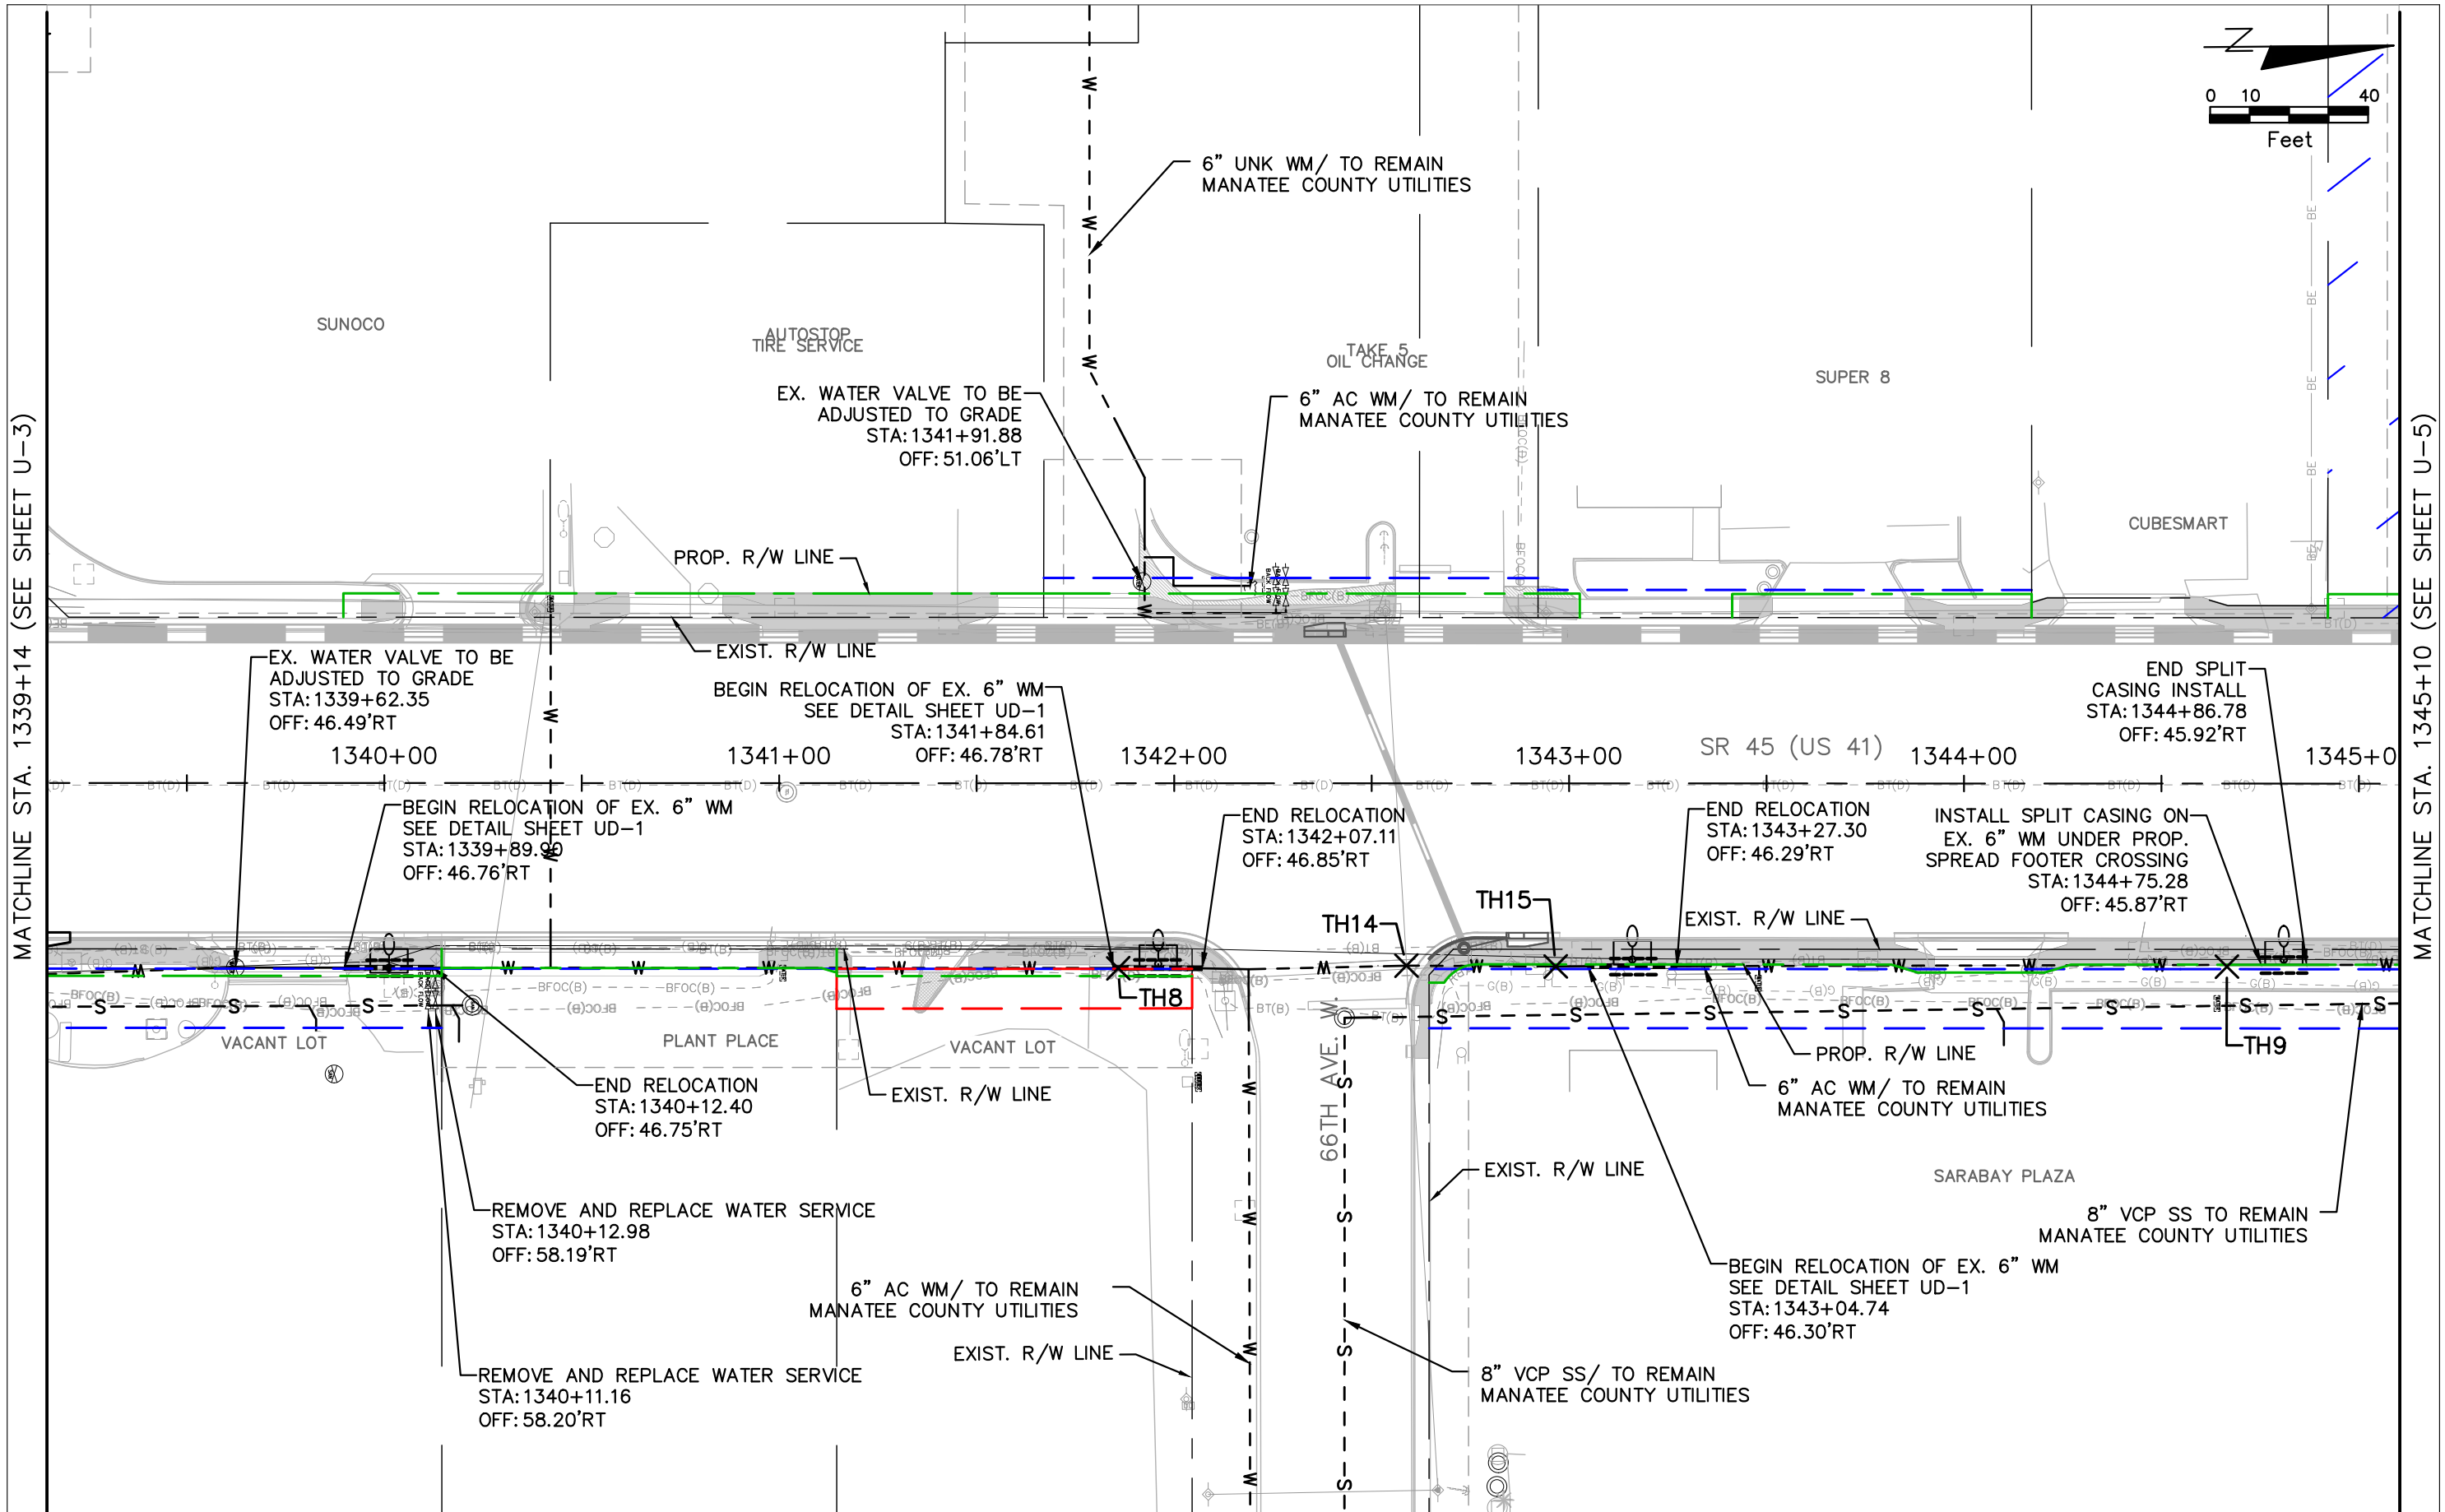 0 10 40
Feet
6" UNK WM/ TO REMAIN
MANATEE COUNTY UTILITIES
SUNOCO
AUTOSTOP
TIRE SERVICE
TAKE 5
OIL CHANGE
SUPER 8
CUBESMART
EX. WATER VALVE TO BE
ADJUSTED TO GRADE
STA:1341+91.88
OFF:51.06'LT
6" AC WM/ TO REMAIN
MANATEE COUNTY UTILITIES
MATCHLINE STA. 1339+14 (SEE SHEET U-3)
MATCHLINE STA. 1345+10 (SEE SHEET U-5)
PROP. R/W LINE
EXIST. R/W LINE
EX. WATER VALVE TO BE
ADJUSTED TO GRADE
STA:1339+62.35
OFF:46.49'RT
BEGIN RELOCATION OF EX. 6" WM
SEE DETAIL SHEET UD-1
STA:1341+84.61
OFF:46.78'RT
END SPLIT
CASING INSTALL
STA:1344+86.78
OFF:45.92'RT
1340+00 1341+00 1342+00 1343+00 SR 45 (US 41) 1344+00 1345+0
BEGIN RELOCATION OF EX. 6" WM
SEE DETAIL SHEET UD-1
STA:1339+89.90
OFF:46.76'RT
END RELOCATION
STA:1342+07.11
OFF:46.85'RT
END RELOCATION
STA:1343+27.30
OFF:46.29'RT
INSTALL SPLIT CASING ON
EX. 6" WM UNDER PROP.
SPREAD FOOTER CROSSING
STA:1344+75.28
OFF:45.87'RT
TH14
TH15
EXIST. R/W LINE
TH8
TH9
VACANT LOT
PLANT PLACE
VACANT LOT
66TH AVE. W.
PROP. R/W LINE
6" AC WM/ TO REMAIN
MANATEE COUNTY UTILITIES
END RELOCATION
STA:1340+12.40
OFF:46.75'RT
EXIST. R/W LINE
EXIST. R/W LINE
SARABAY PLAZA
REMOVE AND REPLACE WATER SERVICE
STA:1340+12.98
OFF:58.19'RT
8" VCP SS TO REMAIN
MANATEE COUNTY UTILITIES
6" AC WM/ TO REMAIN
MANATEE COUNTY UTILITIES
BEGIN RELOCATION OF EX. 6" WM
SEE DETAIL SHEET UD-1
STA:1343+04.74
OFF:46.30'RT
EXIST. R/W LINE
REMOVE AND REPLACE WATER SERVICE
STA:1340+11.16
OFF:58.20'RT
8" VCP SS/ TO REMAIN
MANATEE COUNTY UTILITIES